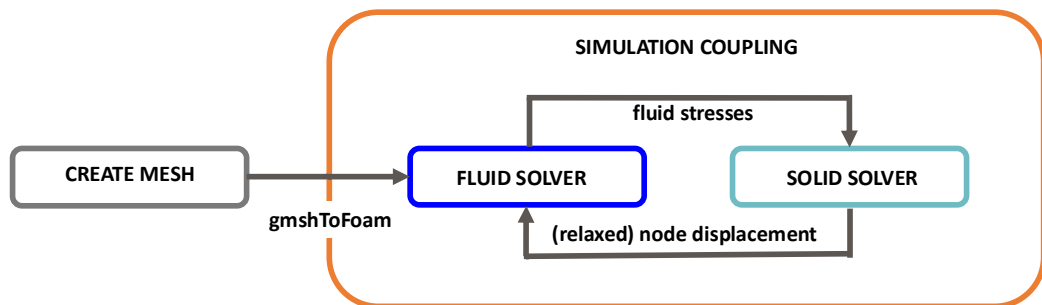 SIMULATION COUPLING
fluid stresses
CREATE MESH
FLUID SOLVER
SOLID SOLVER
gmshToFoam
(relaxed) node displacement